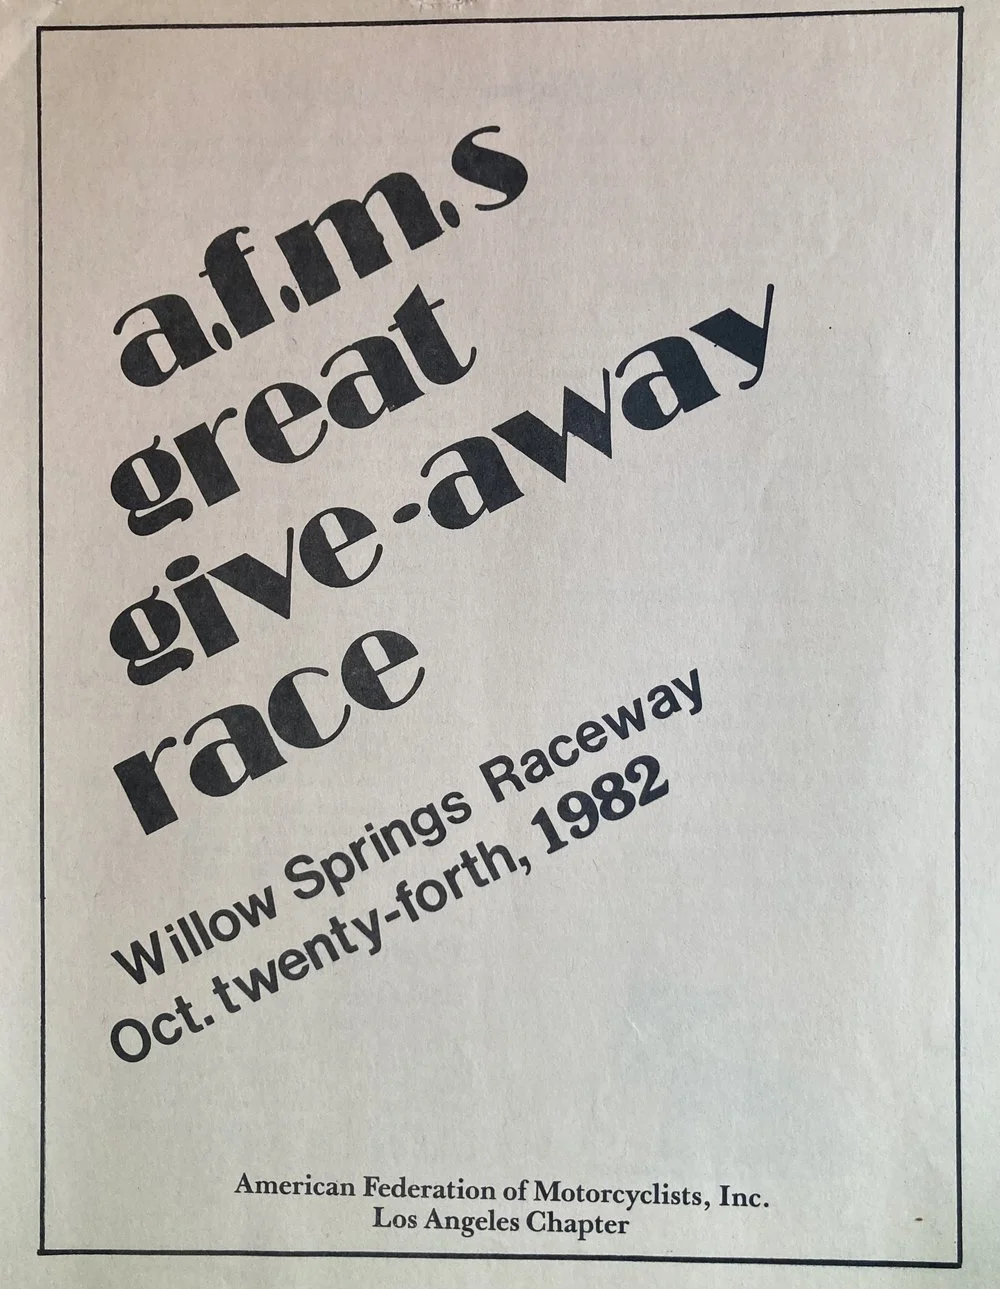 a.f.m.s
great
give-away
race
Willow Springs Raceway
Oct. twenty-forth, 1982
American Federation of Motorcyclists, Inc.
Los Angeles Chapter